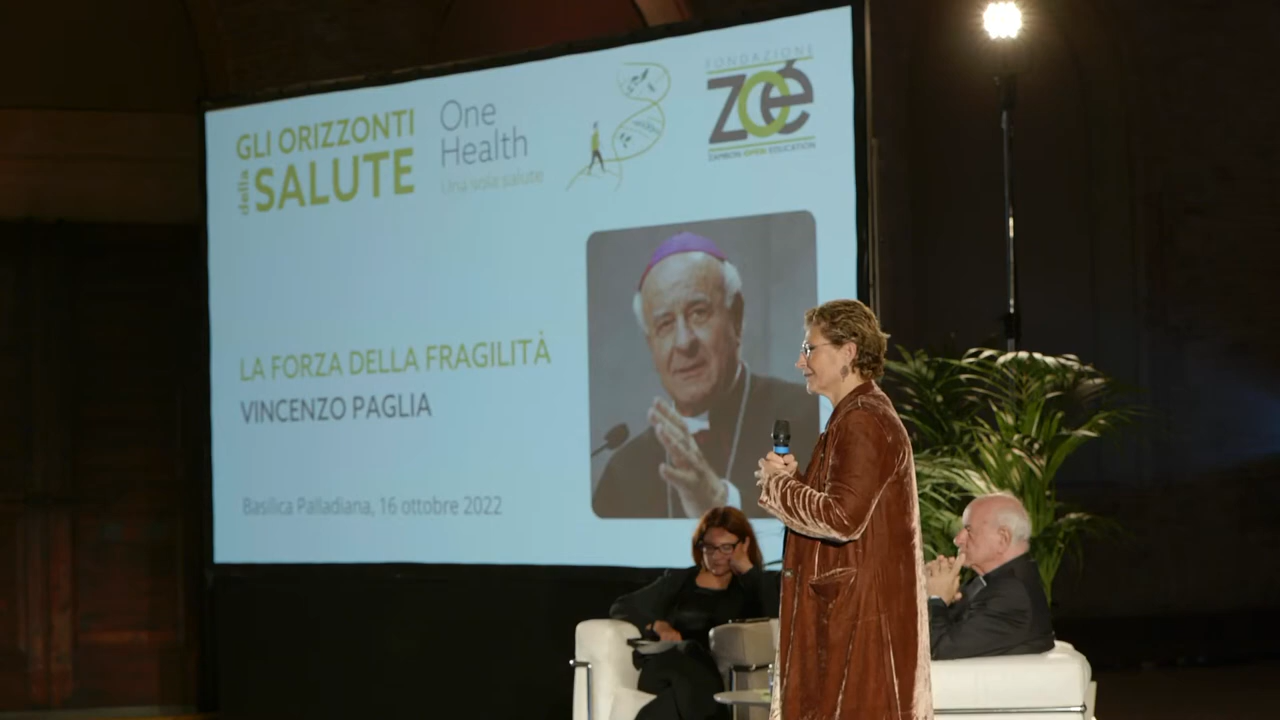 GLI ORIZZONTI
della SALUTE
One
Health
Una sola salute
FONDAZIONE
zoé
ZAMBON OPEN EDUCATION
LA FORZA DELLA FRAGILITÀ
VINCENZO PAGLIA
Basilica Palladiana, 16 ottobre 2022